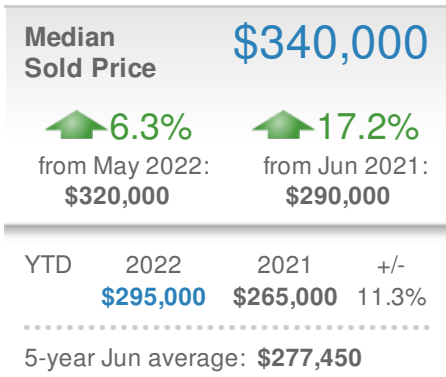 Median
Sold Price
$340,000
6.3%
from May 2022:
$320,000
17.2%
from Jun 2021:
$290,000
YTD 2022 2021 +/-
$295,000 $265,000 11.3%
5-year Jun average: $277,450